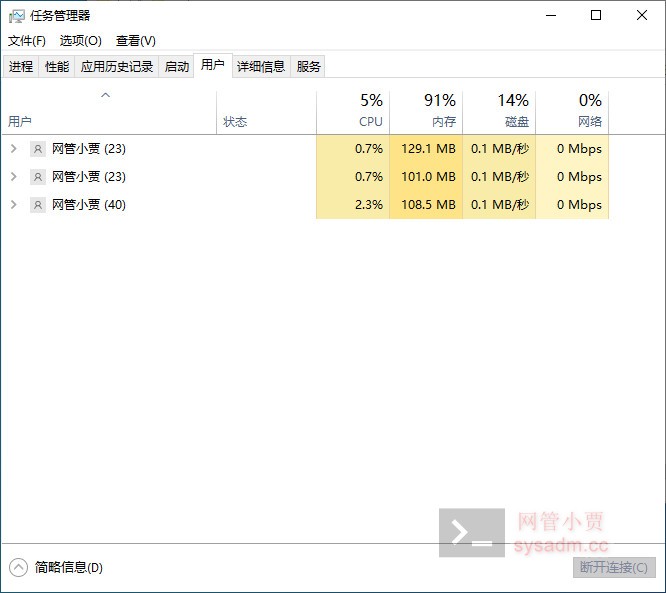 任务管理器
文件(F) 选项(O) 查看(V)
进程 性能 应用历史记录 启动 用户 详细信息 服务
5% 91% 14% 0%
用户 状态 CPU 内存 磁盘 网络
网管小贾 (23) 0.7% 129.1 MB 0.1 MB/秒 0 Mbps
网管小贾 (23) 0.7% 101.0 MB 0.1 MB/秒 0 Mbps
网管小贾 (40) 2.3% 108.5 MB 0.1 MB/秒 0 Mbps
网管小贾
sysadm.cc
简略信息(D) 断开连接(C)